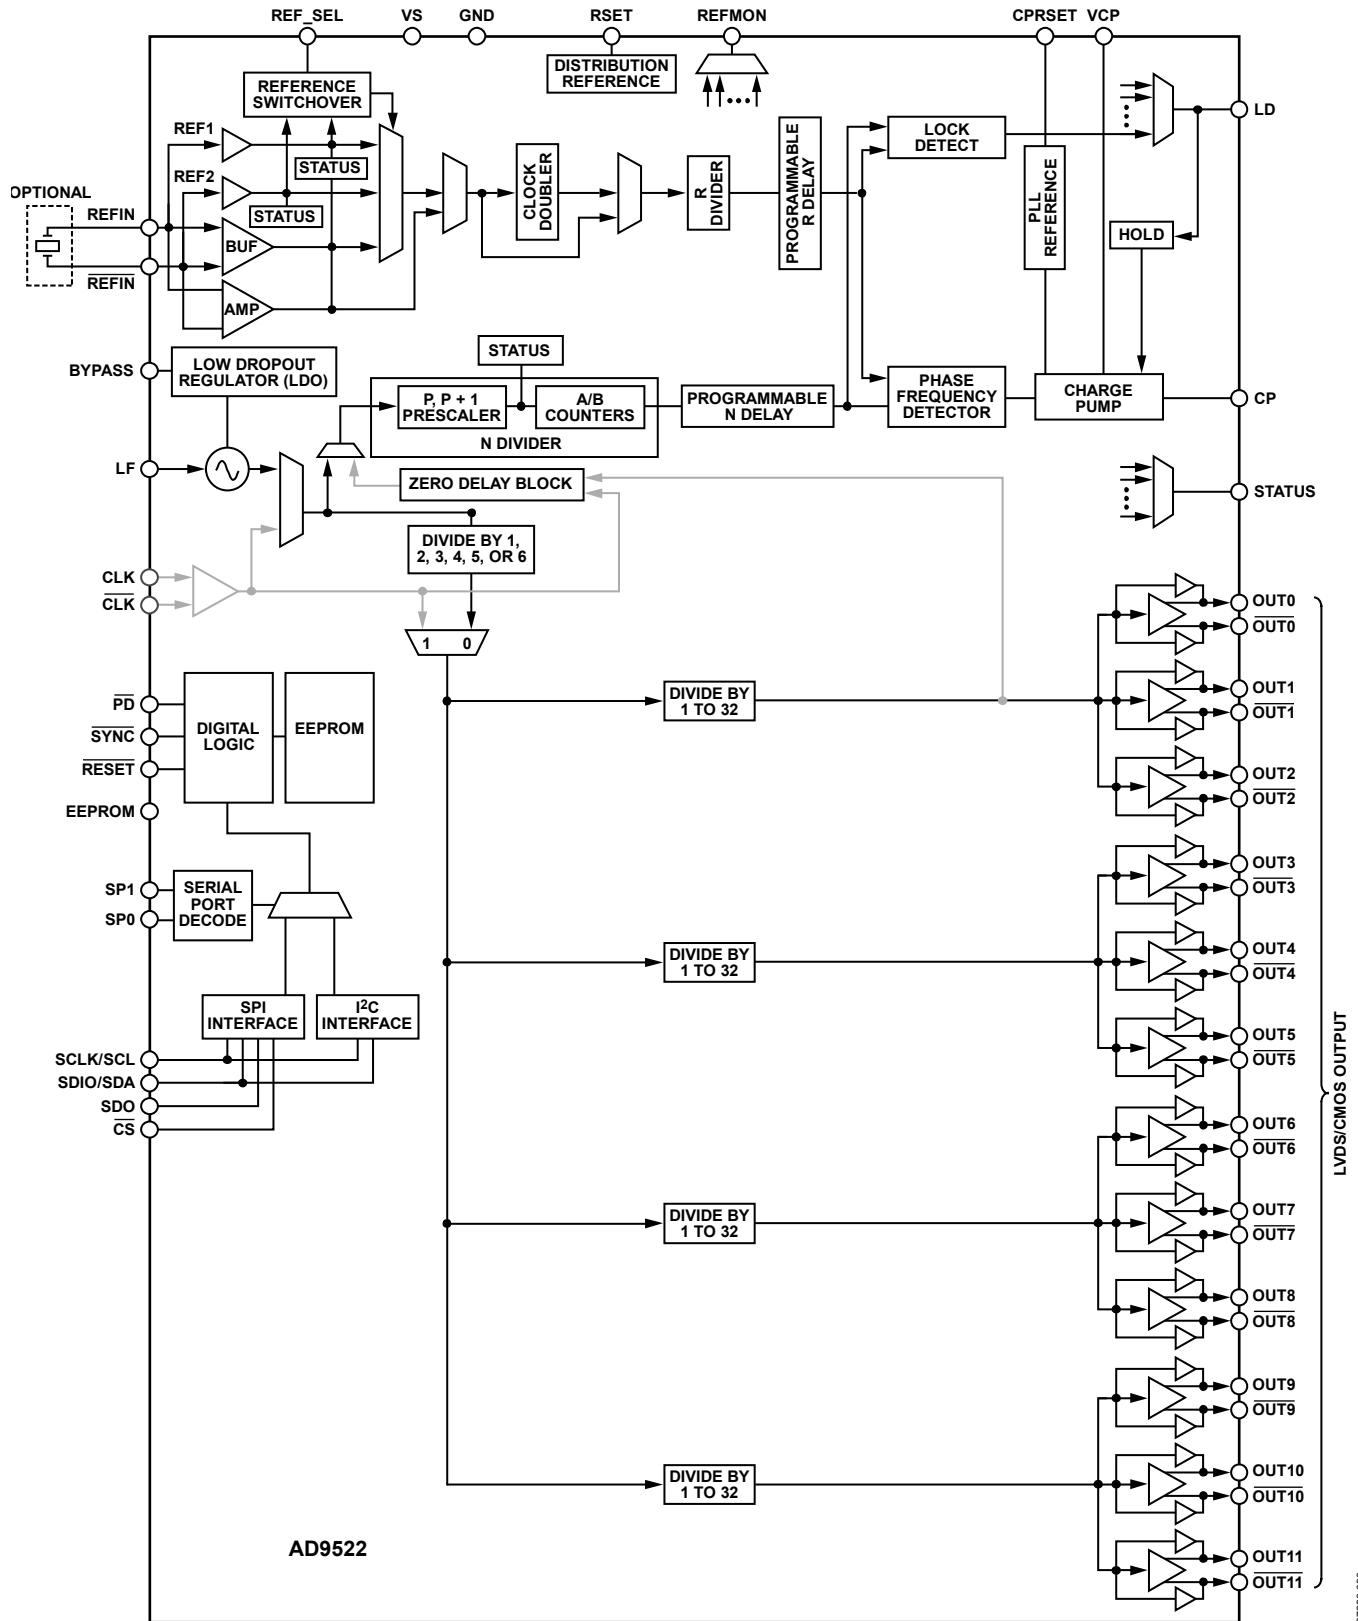 REF_SEL
VS
GND
RSET
REFMON
CPRSET
VCP
REFERENCE
SWITCHOVER
DISTRIBUTION
REFERENCE
REF1
REF2
STATUS
STATUS
OPTIONAL
REFIN
REFIN
BUF
AMP
CLOCK
DOUBLER
R
DIVIDER
PROGRAMMABLE
R DELAY
LOCK
DETECT
PLL
REFERENCE
HOLD
LD
BYPASS
LOW DROPOUT
REGULATOR (LDO)
STATUS
P, P + 1
PRESCALER
A/B
COUNTERS
N DIVIDER
PROGRAMMABLE
N DELAY
PHASE
FREQUENCY
DETECTOR
CHARGE
PUMP
CP
LF
ZERO DELAY BLOCK
STATUS
DIVIDE BY 1,
2, 3, 4, 5, OR 6
CLK
CLK
1 0
PD
SYNC
RESET
EEPROM
DIGITAL
LOGIC
EEPROM
SP1
SP0
SERIAL
PORT
DECODE
SPI
INTERFACE
I2C
INTERFACE
SCLK/SCL
SDIO/SDA
SDO
CS
DIVIDE BY
1 TO 32
DIVIDE BY
1 TO 32
DIVIDE BY
1 TO 32
DIVIDE BY
1 TO 32
OUT0
OUT0
OUT1
OUT1
OUT2
OUT2
OUT3
OUT3
OUT4
OUT4
OUT5
OUT5
OUT6
OUT6
OUT7
OUT7
OUT8
OUT8
OUT9
OUT9
OUT10
OUT10
OUT11
OUT11
LVDS/CMOS OUTPUT
AD9522